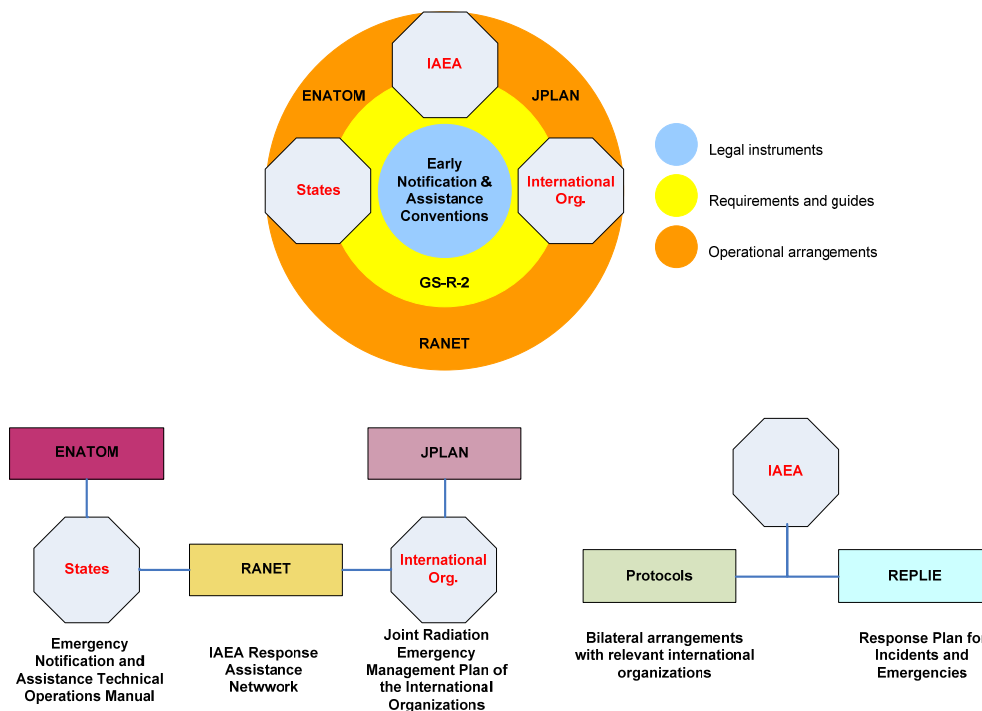 IAEA
ENATOM
JPLAN
States
Early
Notification &
Assistance
Conventions
International
Org.
GS-R-2
RANET
Legal instruments
Requirements and guides
Operational arrangements
ENATOM
JPLAN
IAEA
States
RANET
International
Org.
Protocols
REPLIE
Emergency
Notification and
Assistance Technical
Operations Manual
IAEA Response
Assistance
Netwwork
Joint Radiation
Emergency
Management Plan of
the International
Organizations
Bilateral arrangements
with relevant international
organizations
Response Plan for
Incidents and
Emergencies